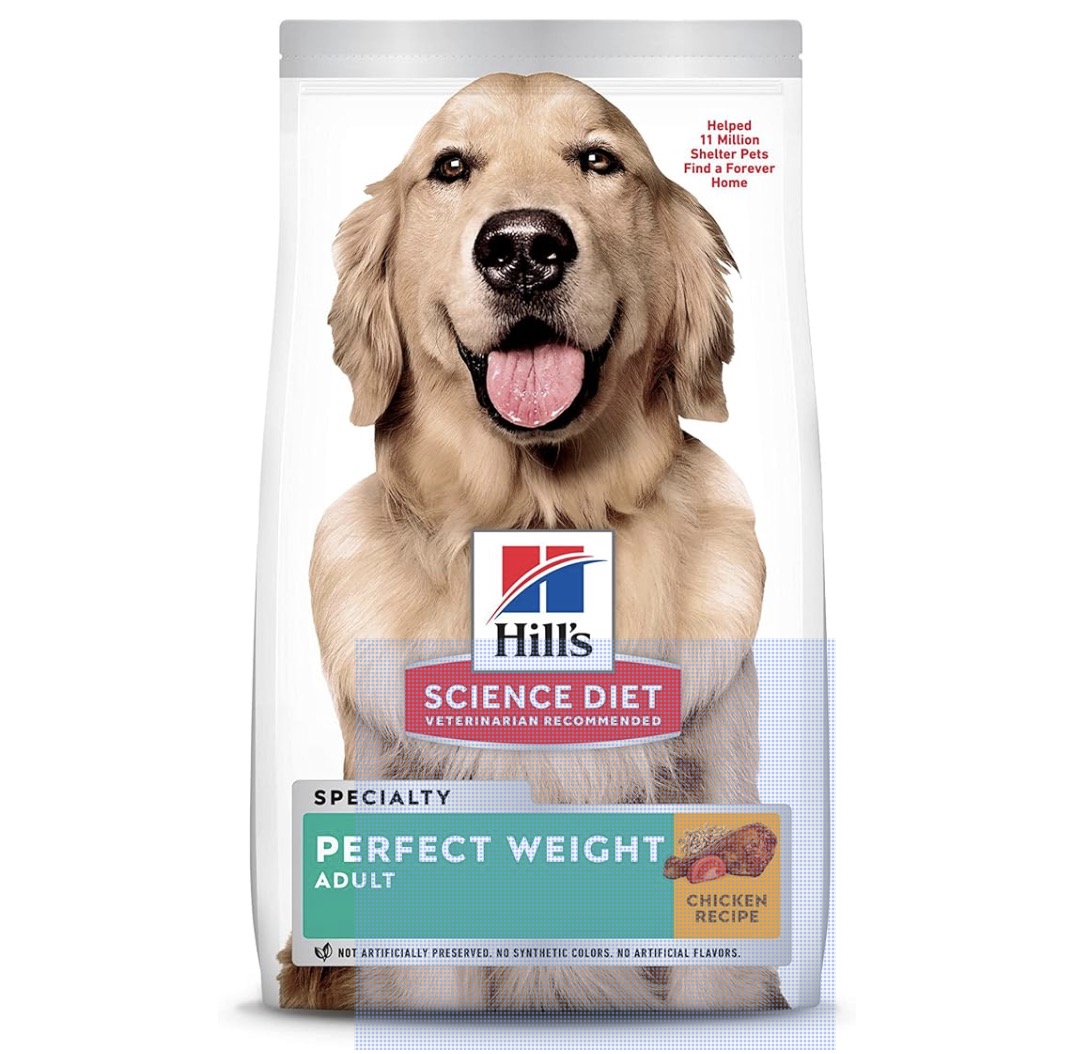 Helped
11 Million
Shelter Pets
Find a Forever
Home
Hill's
SCIENCE DIET
VETERINARIAN RECOMMENDED
SPECIALTY
PERFECT WEIGHT
ADULT
CHICKEN
RECIPE
NOT ARTIFICIALLY PRESERVED. NO SYNTHETIC COLORS. NO ARTIFICIAL FLAVORS.